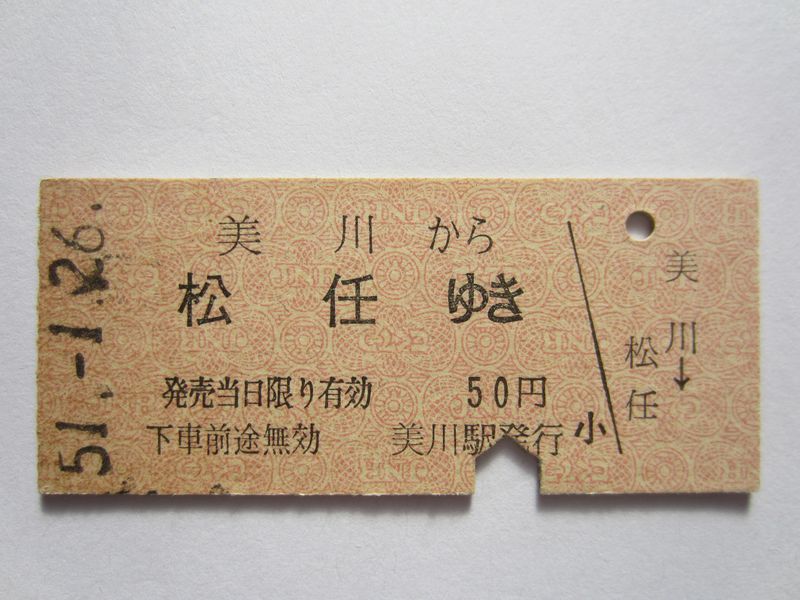 51.-1.26.
美川から
松任ゆき
発売当日限り有効 50円
下車前途無効 美川駅発行 小
美川→
松任